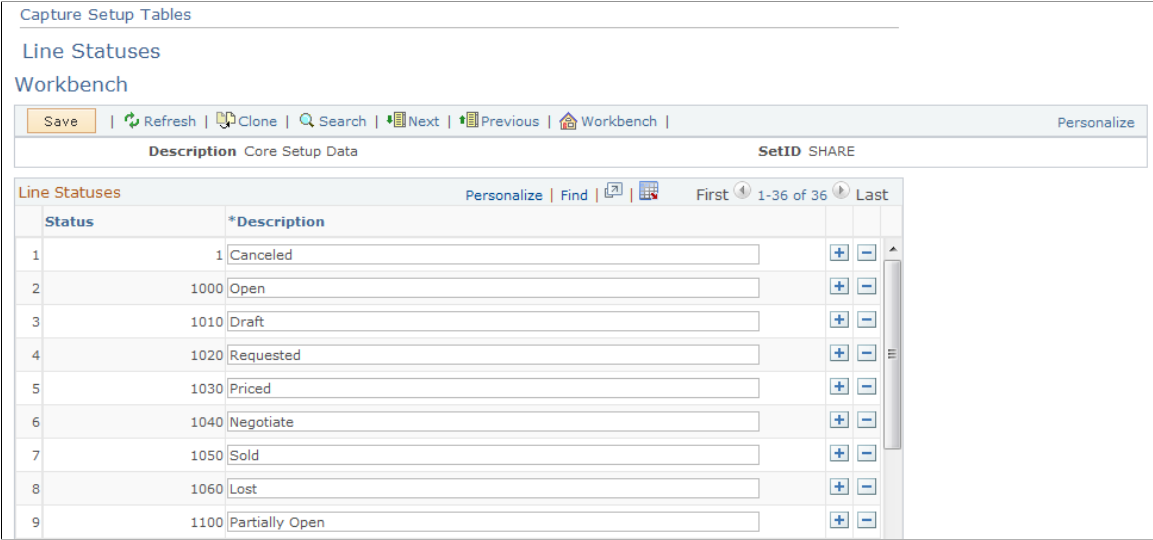 Capture Setup Tables
Line Statuses
Workbench
Save | Refresh | Clone | Search | Next | Previous | Workbench | Personalize
Description Core Setup Data SetID SHARE
Line Statuses Personalize | Find | | First 1-36 of 36 Last
Status *Description
1 1 Canceled
2 1000 Open
3 1010 Draft
4 1020 Requested
5 1030 Priced
6 1040 Negotiate
7 1050 Sold
8 1060 Lost
9 1100 Partially Open